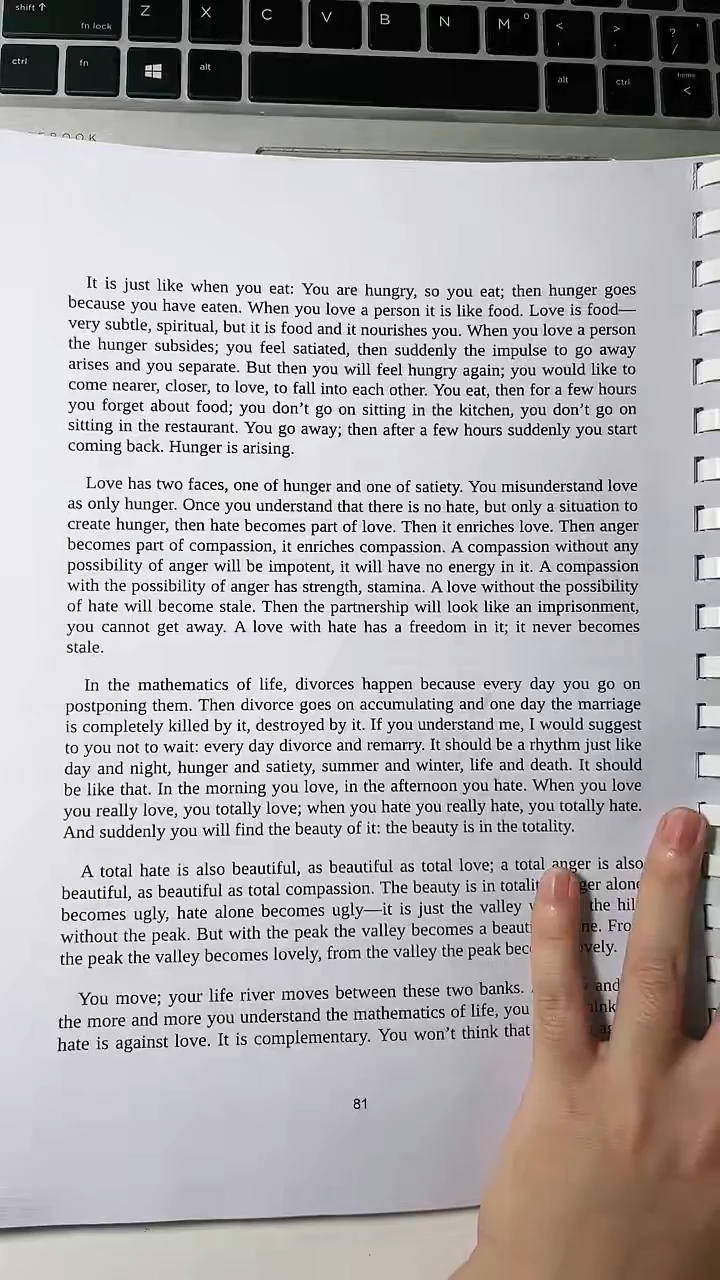 shift ↑
fn lock
Z X C V B N M < , > . ? /
ctrl fn alt alt ctrl home <
It is just like when you eat: You are hungry, so you eat; then hunger goes
because you have eaten. When you love a person it is like food. Love is food—
very subtle, spiritual, but it is food and it nourishes you. When you love a person
the hunger subsides; you feel satiated, then suddenly the impulse to go away
arises and you separate. But then you will feel hungry again; you would like to
come nearer, closer, to love, to fall into each other. You eat, then for a few hours
you forget about food; you don’t go on sitting in the kitchen, you don’t go on
sitting in the restaurant. You go away; then after a few hours suddenly you start
coming back. Hunger is arising.
Love has two faces, one of hunger and one of satiety. You misunderstand love
as only hunger. Once you understand that there is no hate, but only a situation to
create hunger, then hate becomes part of love. Then it enriches love. Then anger
becomes part of compassion, it enriches compassion. A compassion without any
possibility of anger will be impotent, it will have no energy in it. A compassion
with the possibility of anger has strength, stamina. A love without the possibility
of hate will become stale. Then the partnership will look like an imprisonment,
you cannot get away. A love with hate has a freedom in it; it never becomes
stale.
In the mathematics of life, divorces happen because every day you go on
postponing them. Then divorce goes on accumulating and one day the marriage
is completely killed by it, destroyed by it. If you understand me, I would suggest
to you not to wait: every day divorce and remarry. It should be a rhythm just like
day and night, hunger and satiety, summer and winter, life and death. It should
be like that. In the morning you love, in the afternoon you hate. When you love
you really love, you totally love; when you hate you really hate, you totally hate.
And suddenly you will find the beauty of it: the beauty is in the totality.
A total hate is also beautiful, as beautiful as total love; a total anger is also
beautiful, as beautiful as total compassion. The beauty is in alone
becomes ugly, hate alone becomes ugly—it is just the valley the
without the peak. But with the peak the valley becomes a
the peak the valley becomes lovely, from the valley the peak
You move; your life river moves between these two banks. and
the more and more you understand the mathematics of life, you
hate is against love. It is complementary. You won’t think that
81